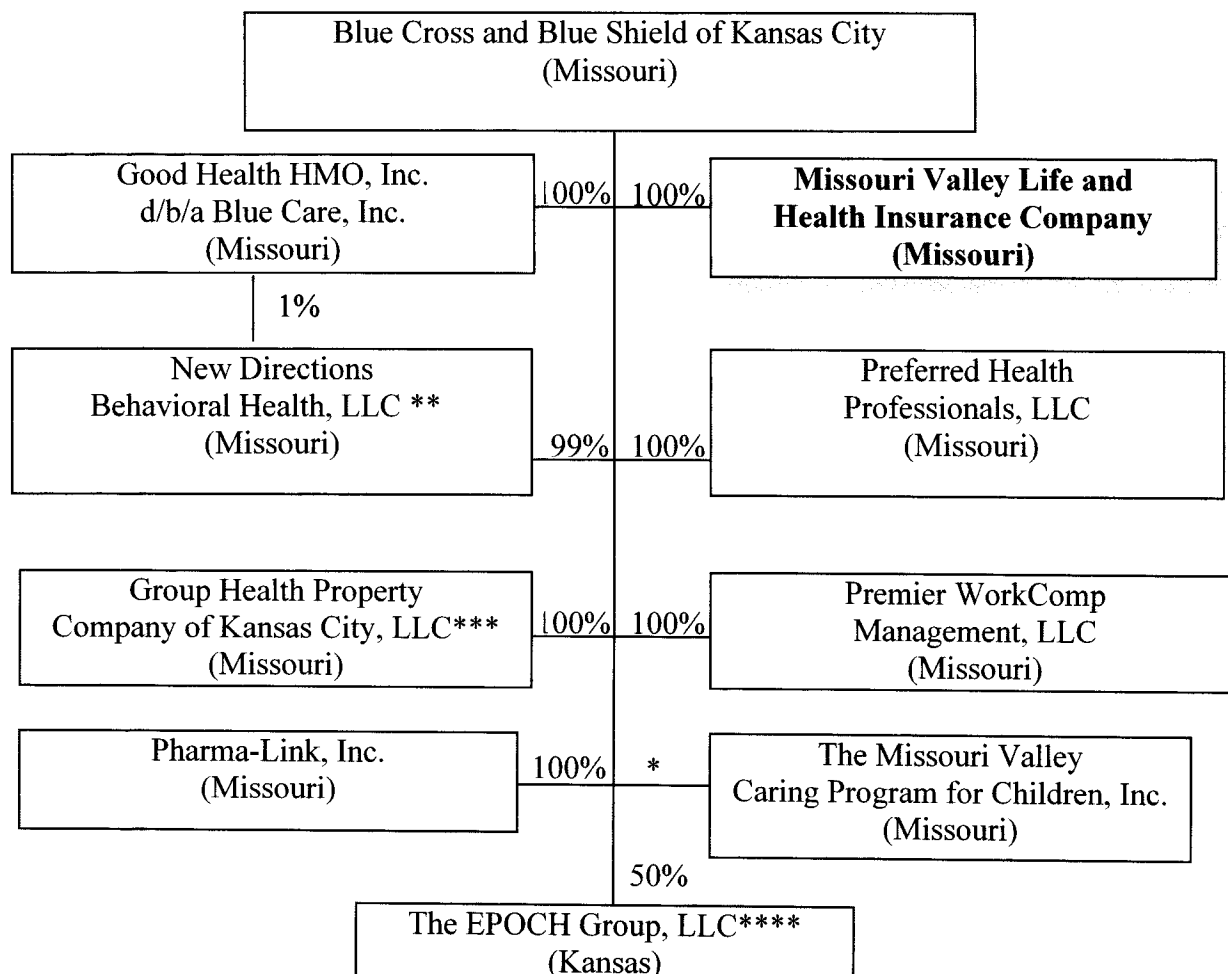 Blue Cross and Blue Shield of Kansas City
(Missouri)
Good Health HMO, Inc.
d/b/a Blue Care, Inc.
(Missouri)
100%
100%
Missouri Valley Life and
Health Insurance Company
(Missouri)
1%
New Directions
Behavioral Health, LLC **
(Missouri)
99%
100%
Preferred Health
Professionals, LLC
(Missouri)
Group Health Property
Company of Kansas City, LLC***
(Missouri)
100%
100%
Premier WorkComp
Management, LLC
(Missouri)
Pharma-Link, Inc.
(Missouri)
100%
*
The Missouri Valley
Caring Program for Children, Inc.
(Missouri)
50%
The EPOCH Group, LLC****
(Kansas)